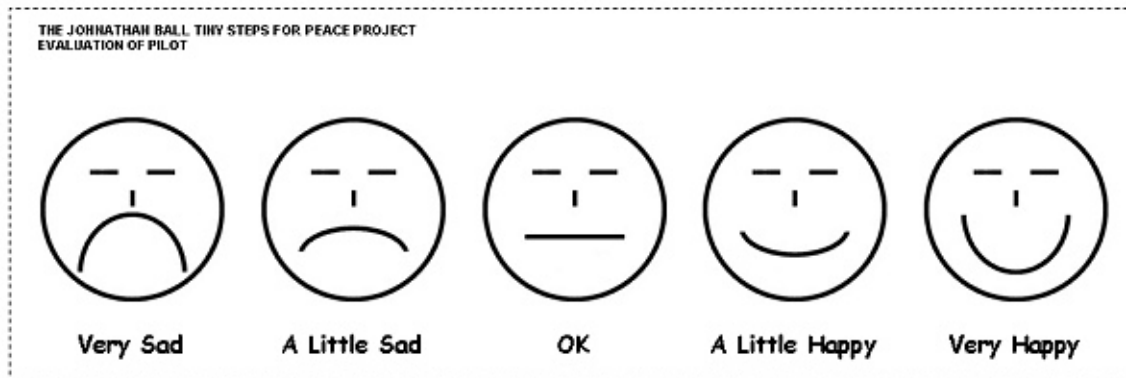 THE JOHNATHAN BALL TINY STEPS FOR PEACE PROJECT
EVALUATION OF PILOT
Very Sad A Little Sad OK A Little Happy Very Happy